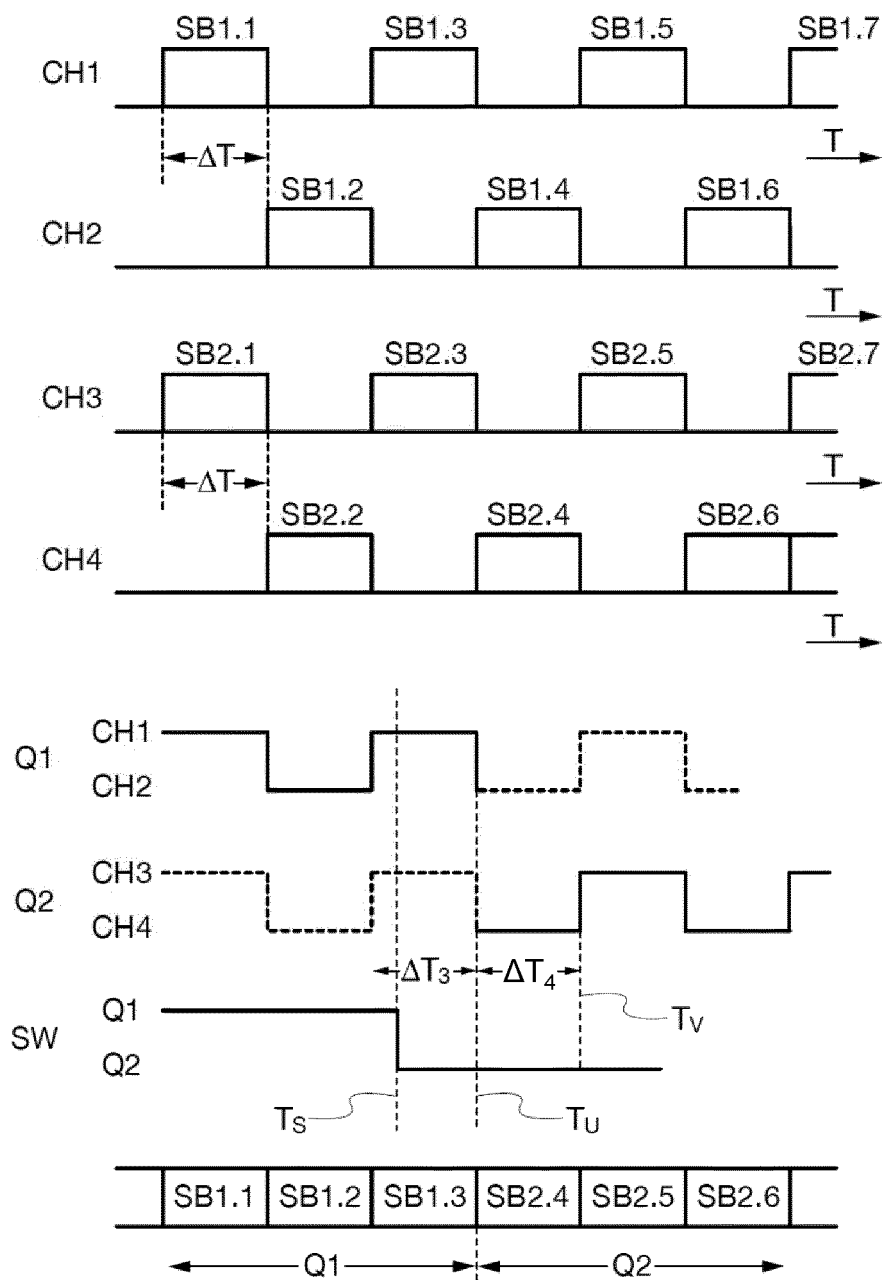 SB1.1 SB1.3 SB1.5 SB1.7
CH1
ΔT
T
SB1.2 SB1.4 SB1.6
CH2
T
SB2.1 SB2.3 SB2.5 SB2.7
CH3
ΔT
T
SB2.2 SB2.4 SB2.6
CH4
T
CH1
Q1
CH2
CH3
Q2
CH4
ΔT3 ΔT4
Q1
TV
SW
Q2
TS TU
SB1.1 SB1.2 SB1.3 SB2.4 SB2.5 SB2.6
Q1 Q2